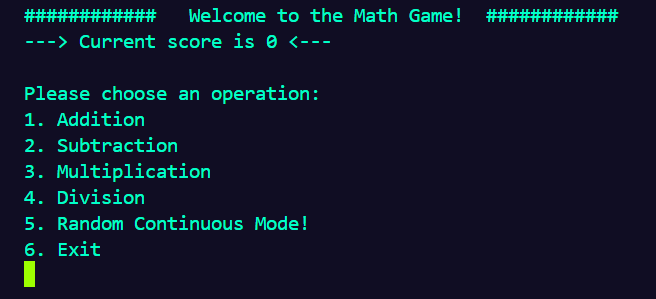 ############   Welcome to the Math Game!  ############
---> Current score is 0 <---
Please choose an operation:
1. Addition
2. Subtraction
3. Multiplication
4. Division
5. Random Continuous Mode!
6. Exit